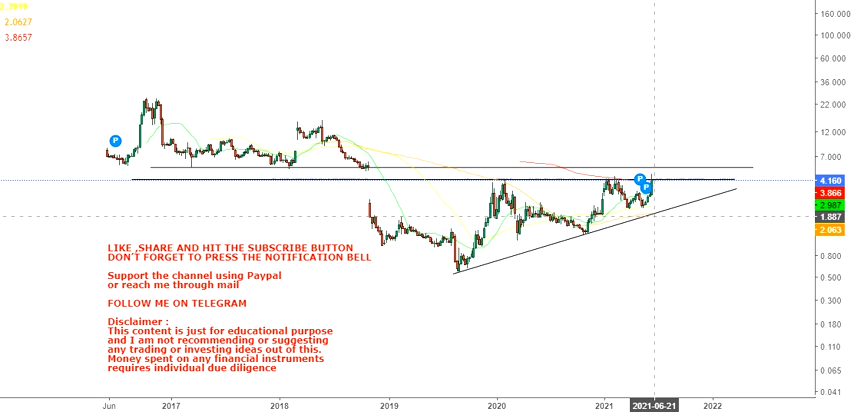 2.0627
3.8657
160 000
100 000
60 000
36 000
22 000
12 000
7 000
4.160
3.866
2.987
1.887
2.063
0.800
0.500
0.300
0.180
0.110
0.065
0.041
P
P
P
LIKE ,SHARE AND HIT THE SUBSCRIBE BUTTON
DON'T FORGET TO PRESS THE NOTIFICATION BELL
Support the channel using Paypal
or reach me through mail
FOLLOW ME ON TELEGRAM
Disclaimer :
This content is just for educational purpose
and I am not recommending or suggesting
any trading or investing ideas out of this.
Money spent on any financial instruments
requires individual due diligence
Jun 2017 2018 2019 2020 2021 2021-06-21 2022